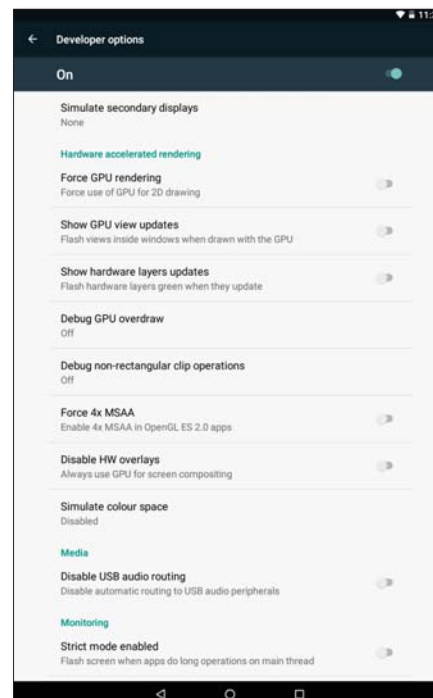 11:
Developer options
On
Simulate secondary displays
None
Hardware accelerated rendering
Force GPU rendering
Force use of GPU for 2D drawing
Show GPU view updates
Flash views inside windows when drawn with the GPU
Show hardware layers updates
Flash hardware layers green when they update
Debug GPU overdraw
Off
Debug non-rectangular clip operations
Off
Force 4x MSAA
Enable 4x MSAA in OpenGL ES 2.0 apps
Disable HW overlays
Always use GPU for screen compositing
Simulate colour space
Disabled
Media
Disable USB audio routing
Disable automatic routing to USB audio peripherals
Monitoring
Strict mode enabled
Flash screen when apps do long operations on main thread